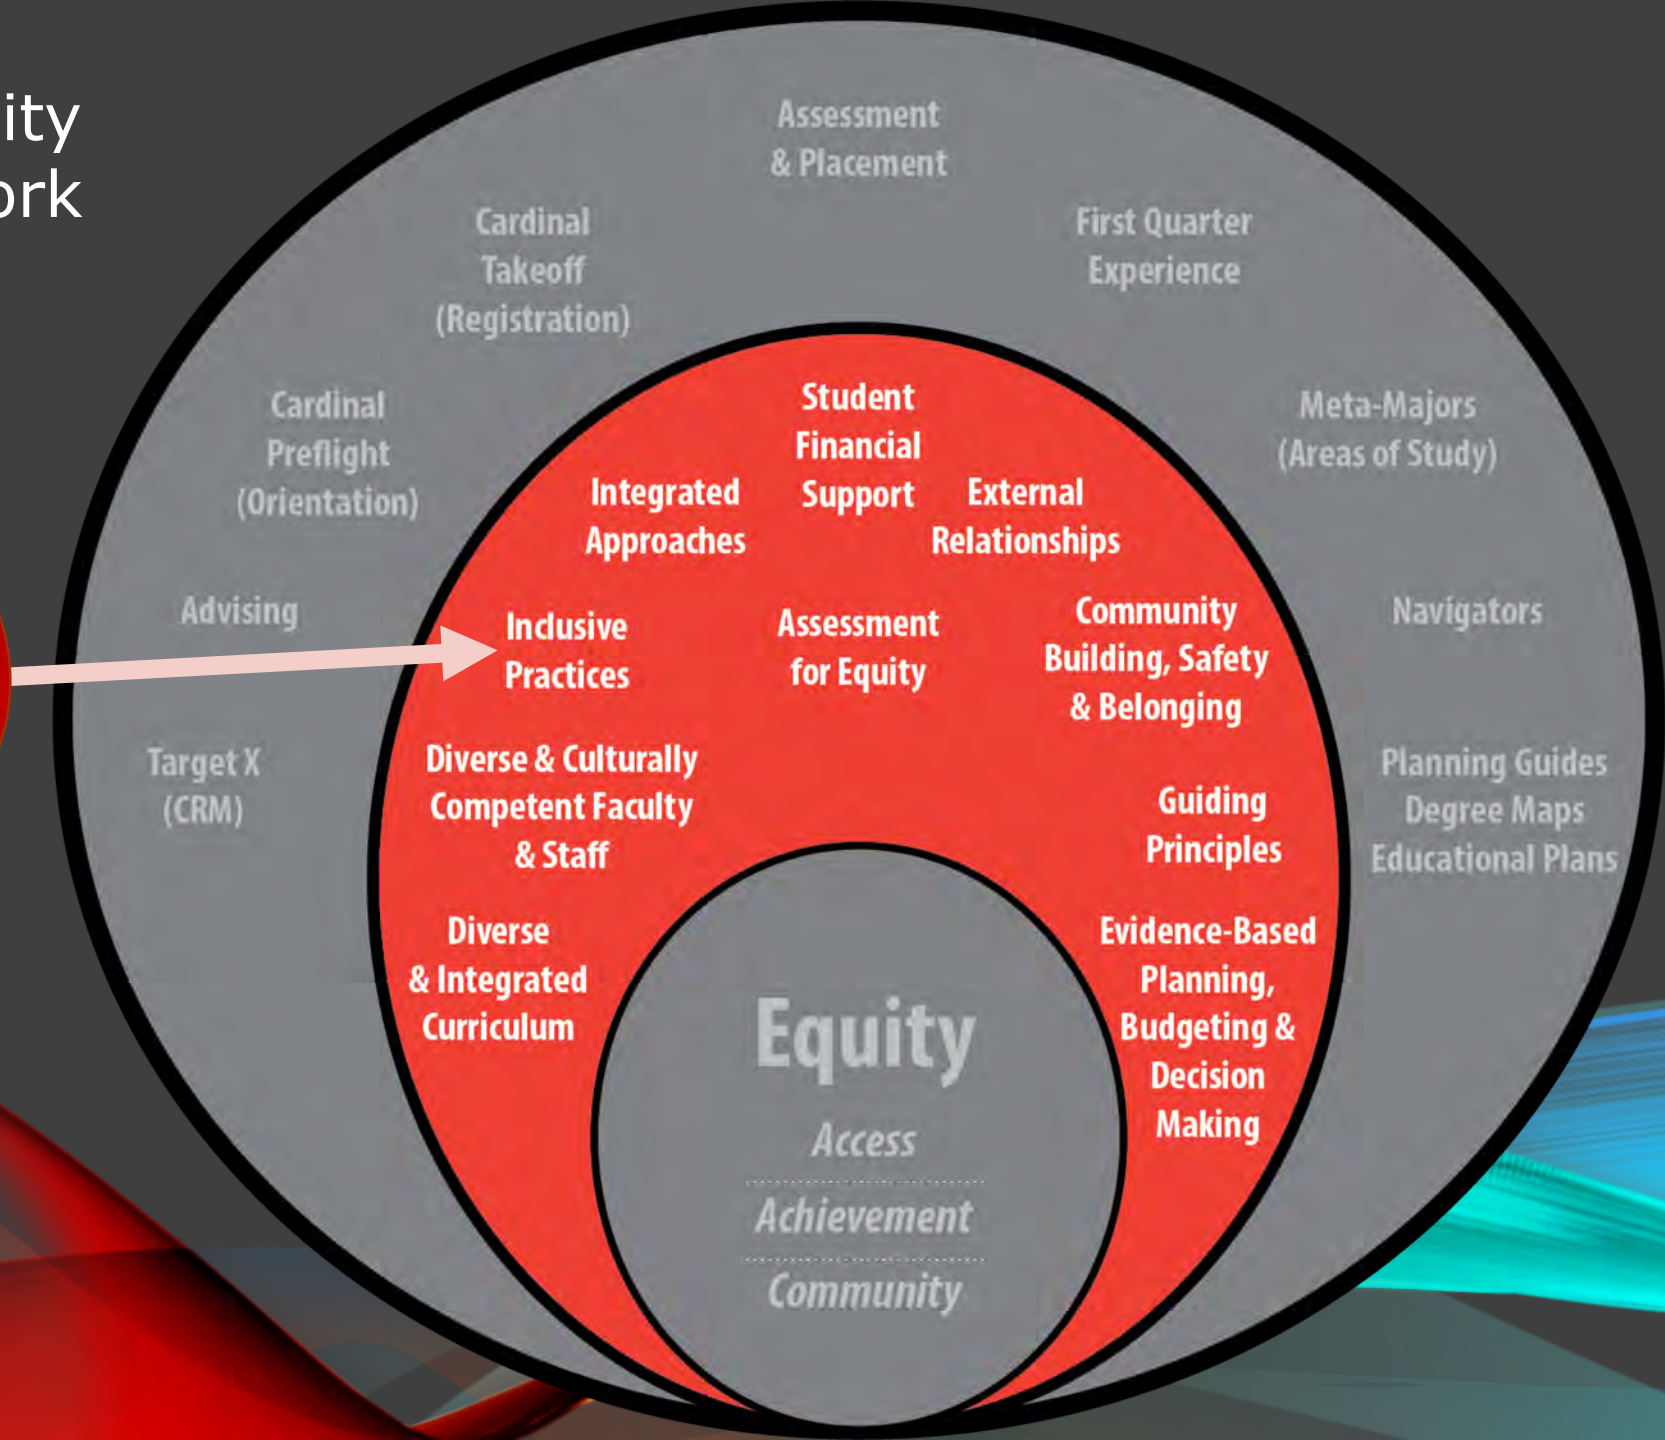 ity
ork
Assessment
& Placement
Cardinal
Takeoff
(Registration)
First Quarter
Experience
Cardinal
Preflight
(Orientation)
Meta-Majors
(Areas of Study)
Advising
Navigators
Target X
(CRM)
Planning Guides
Degree Maps
Educational Plans
Student
Financial
Support
Integrated
Approaches
External
Relationships
Inclusive
Practices
Assessment
for Equity
Community
Building, Safety
& Belonging
Diverse & Culturally
Competent Faculty
& Staff
Guiding
Principles
Diverse
& Integrated
Curriculum
Evidence-Based
Planning,
Budgeting &
Decision
Making
Equity
Access
Achievement
Community